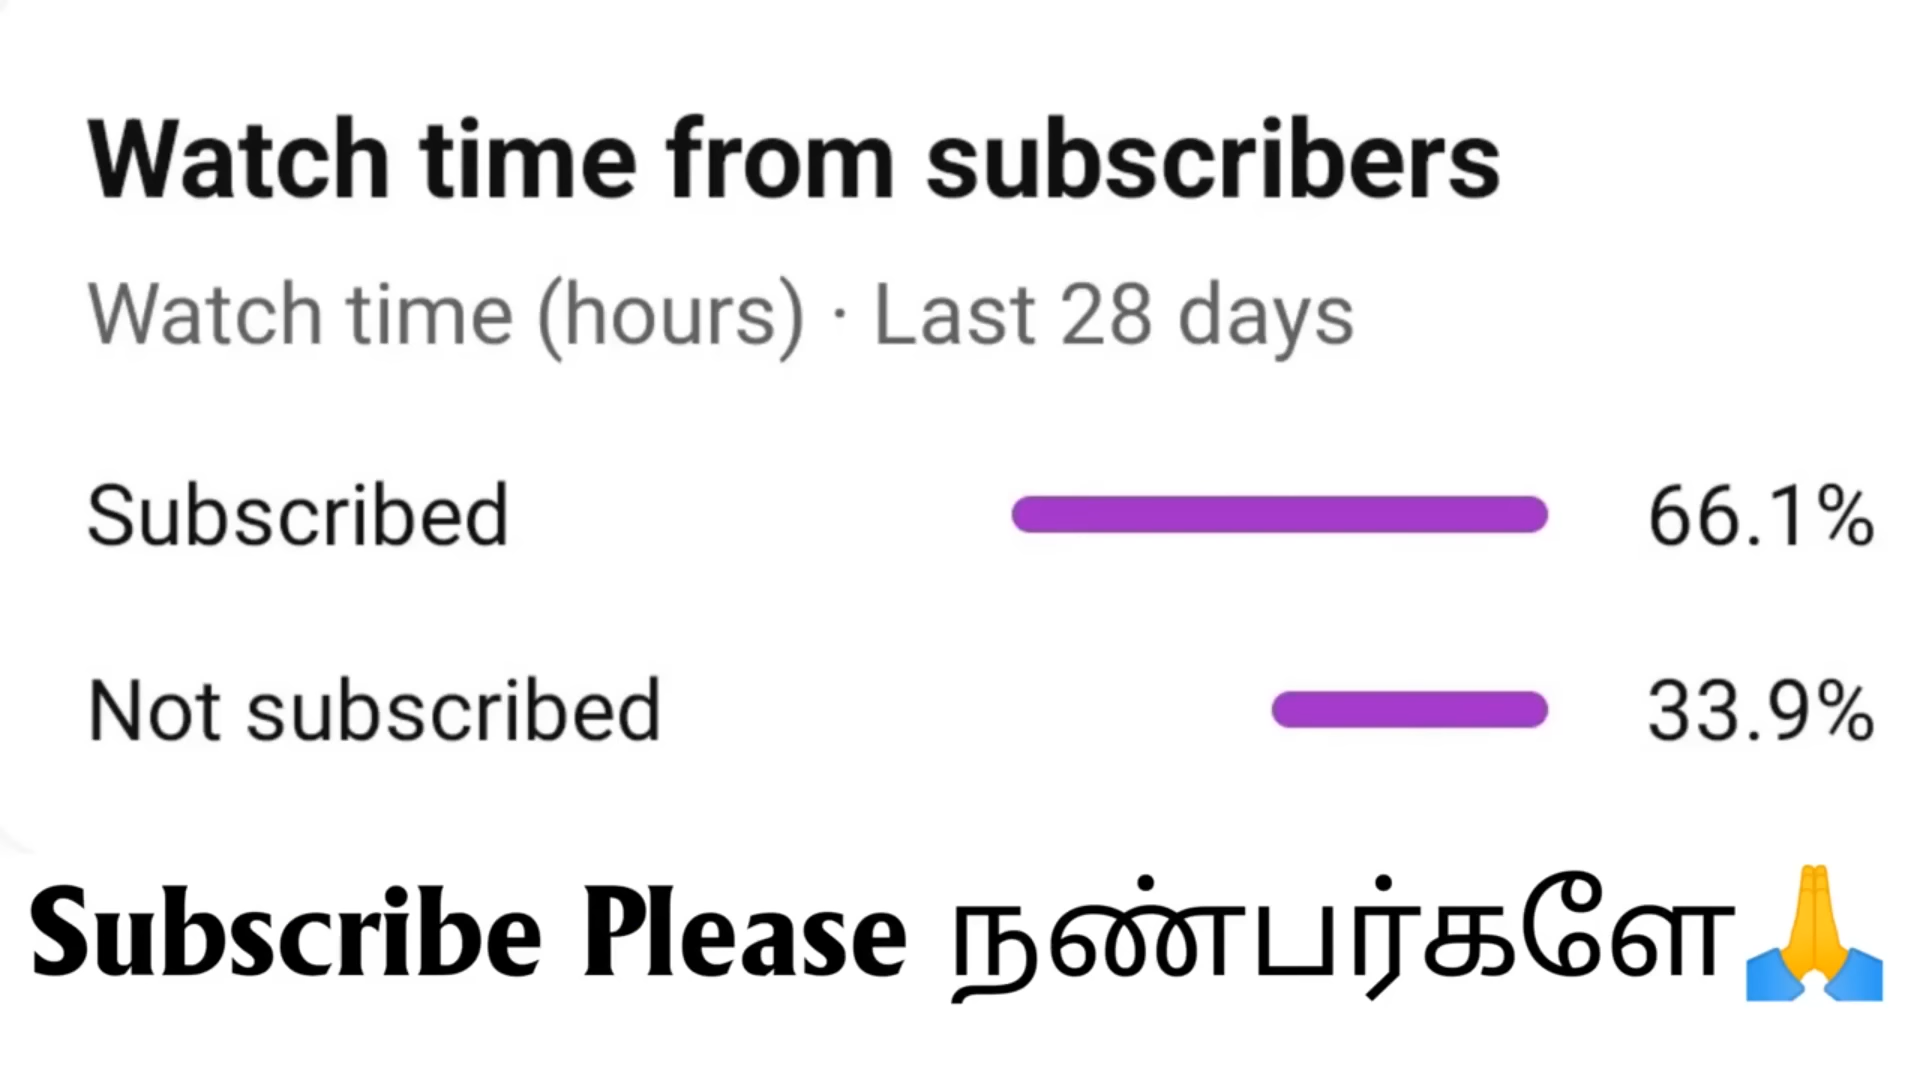 Watch time from subscribers
Watch time (hours) · Last 28 days
Subscribed 66.1%
Not subscribed 33.9%
Subscribe Please நண்பர்களே🙏